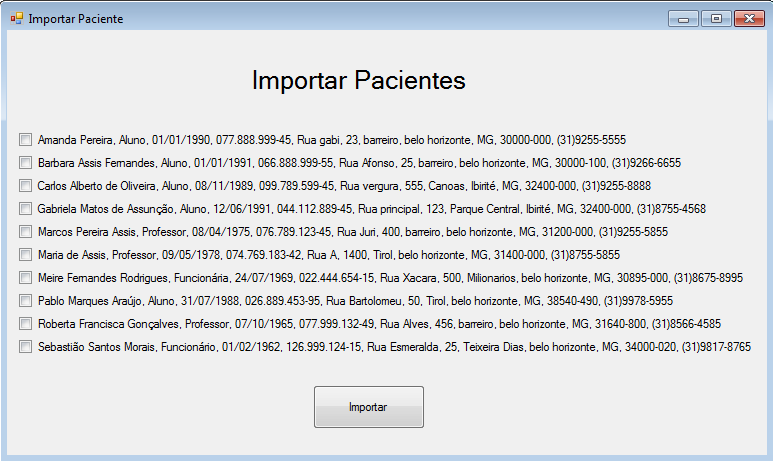 Importar Paciente
Importar Pacientes
Amanda Pereira, Aluno, 01/01/1990, 077.888.999-45, Rua gabi, 23, barreiro, belo horizonte, MG, 30000-000, (31)9255-5555
Barbara Assis Fernandes, Aluno, 01/01/1991, 066.888.999-55, Rua Afonso, 25, barreiro, belo horizonte, MG, 30000-100, (31)9266-6655
Carlos Alberto de Oliveira, Aluno, 08/11/1989, 099.789.599-45, Rua vergura, 555, Canoas, Ibirité, MG, 32400-000, (31)9255-8888
Gabriela Matos de Assunção, Aluno, 12/06/1991, 044.112.889-45, Rua principal, 123, Parque Central, Ibirité, MG, 32400-000, (31)8755-4568
Marcos Pereira Assis, Professor, 08/04/1975, 076.789.123-45, Rua Juri, 400, barreiro, belo horizonte, MG, 31200-000, (31)9255-5855
Maria de Assis, Professor, 09/05/1978, 074.769.183-42, Rua A, 1400, Tirol, belo horizonte, MG, 31400-000, (31)8755-5855
Meire Fernandes Rodrigues, Funcionária, 24/07/1969, 022.444.654-15, Rua Xacara, 500, Milionarios, belo horizonte, MG, 30895-000, (31)8675-8995
Pablo Marques Araújo, Aluno, 31/07/1988, 026.889.453-95, Rua Bartolomeu, 50, Tirol, belo horizonte, MG, 38540-490, (31)9978-5955
Roberta Francisca Gonçalves, Professor, 07/10/1965, 077.999.132-49, Rua Alves, 456, barreiro, belo horizonte, MG, 31640-800, (31)8566-4585
Sebastião Santos Morais, Funcionário, 01/02/1962, 126.999.124-15, Rua Esmeralda, 25, Teixeira Dias, belo horizonte, MG, 34000-020, (31)9817-8765
Importar